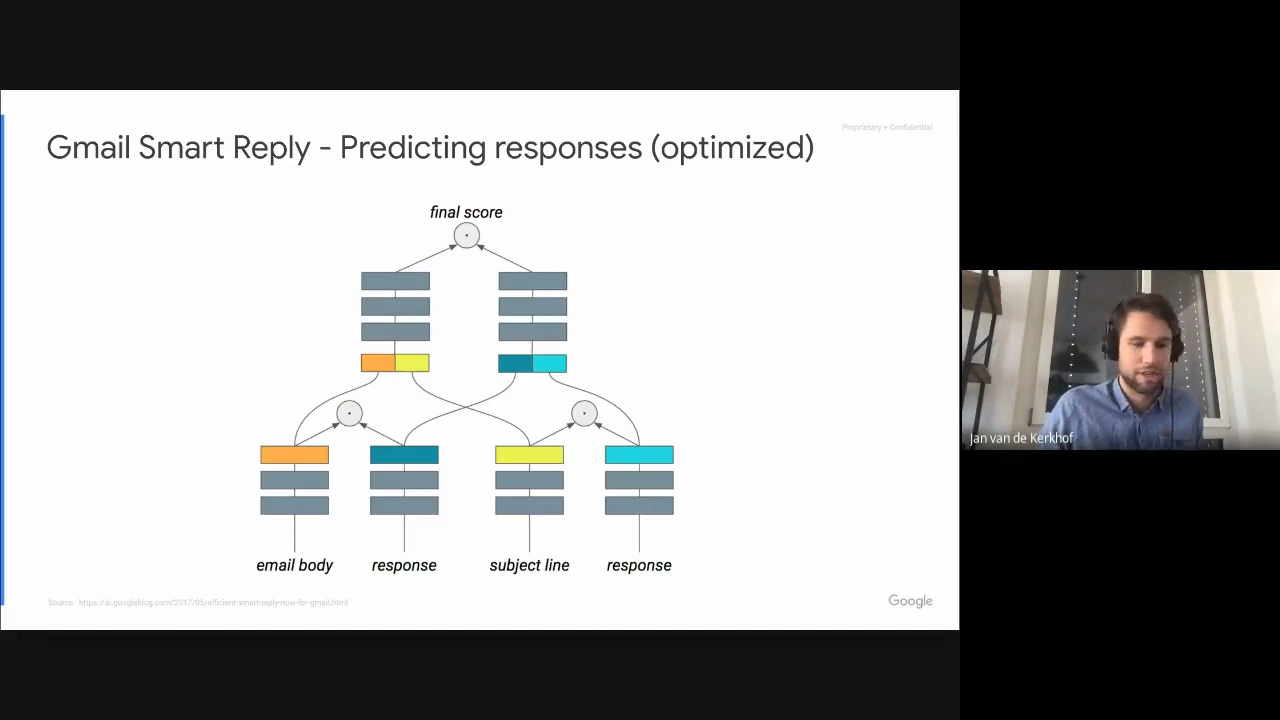 Proprietary + Confidential
Gmail Smart Reply - Predicting responses (optimized)
final score
email body
response
subject line
response
Source: https://ai.googleblog.com/2017/05/efficient-smart-reply-now-for-gmail.html
Google
Jan van de Kerkhof